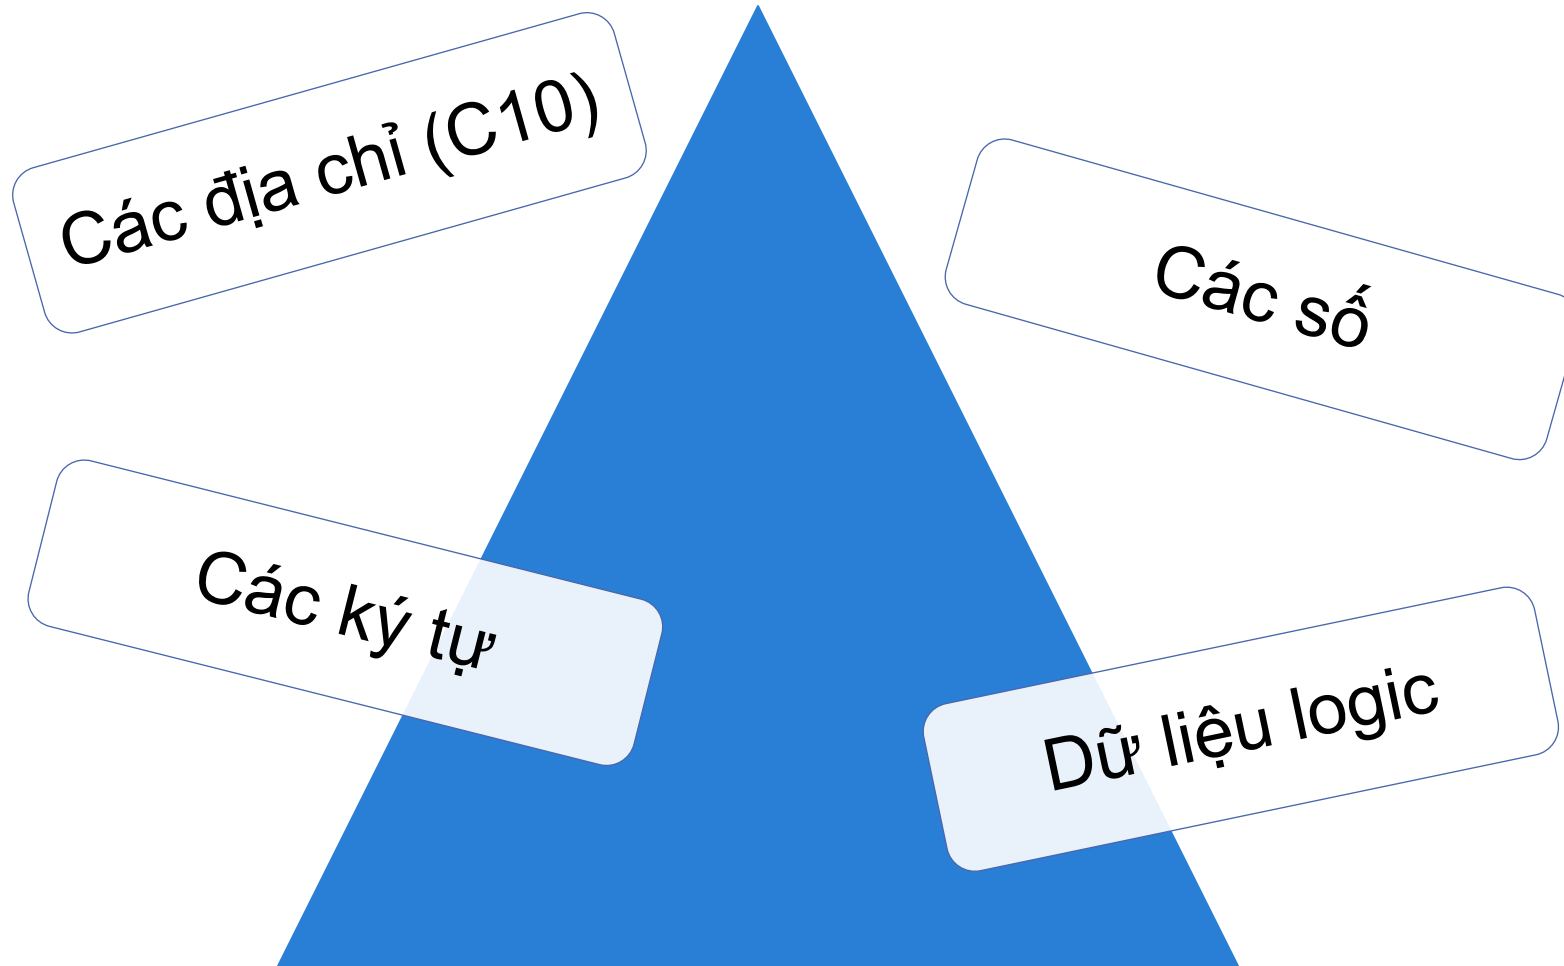 Các địa chỉ (C10)
Các số
Các ký tự
Dữ liệu logic